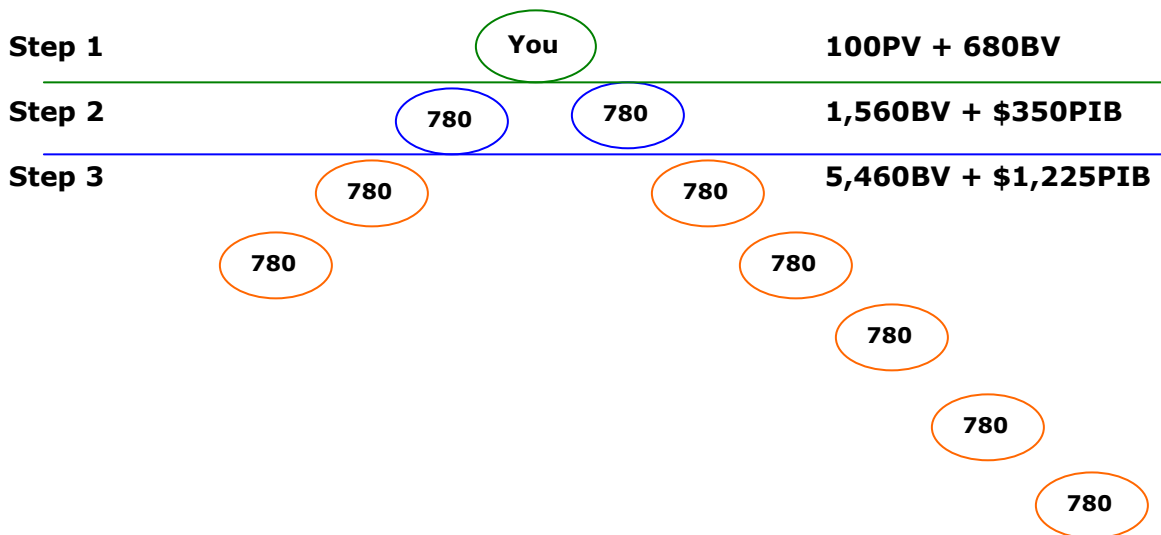 Step 1 You 100PV + 680BV
Step 2 780 780 1,560BV + $350PIB
Step 3 780 780 5,460BV + $1,225PIB
780 780
780
780
780